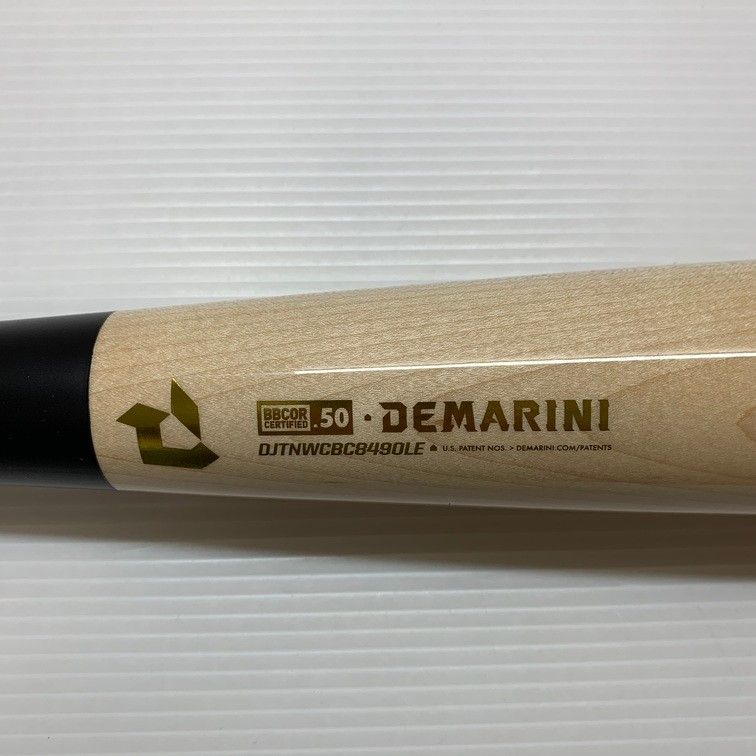 BBCOR CERTIFIED .50 · DEMARINI
DJTNWCBC8490LE U.S. PATENT NOS. > DEMARINI.COM/PATENTS